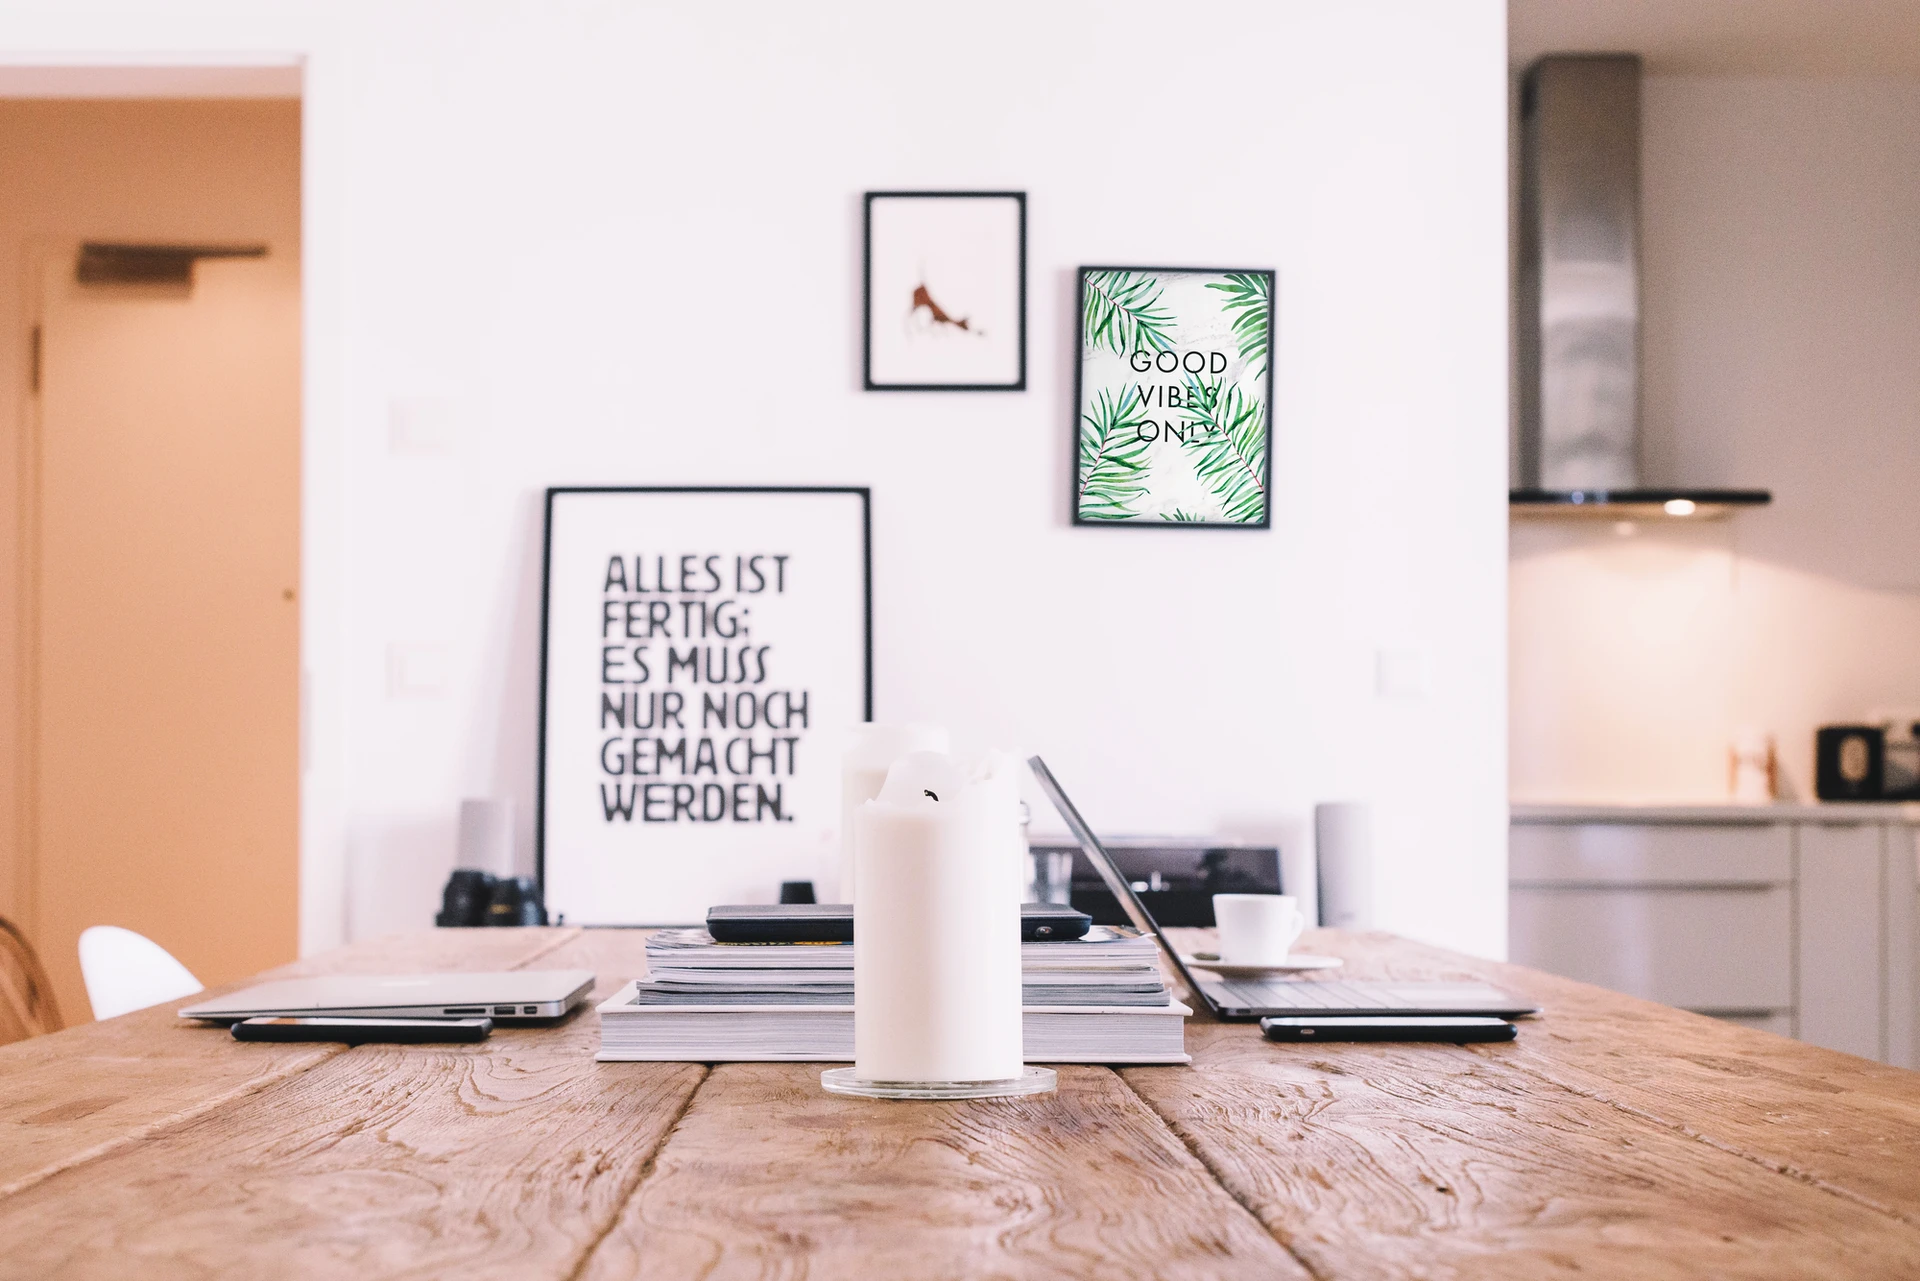 GOOD
VIBES
ONLY
ALLES IST
FERTIG;
ES MUSS
NUR NOCH
GEMACHT
WERDEN.